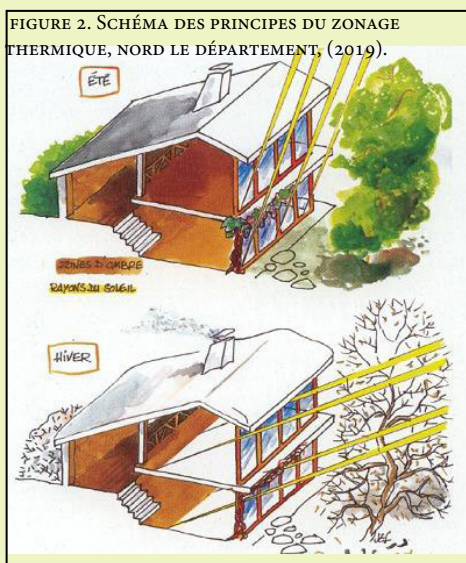 FIGURE 2. SCHÉMA DES PRINCIPES DU ZONAGE
THERMIQUE, NORD LE DÉPARTEMENT, (2019).
ÉTÉ
ZONES D'OMBRE
RAYONS DU SOLEIL
HIVER